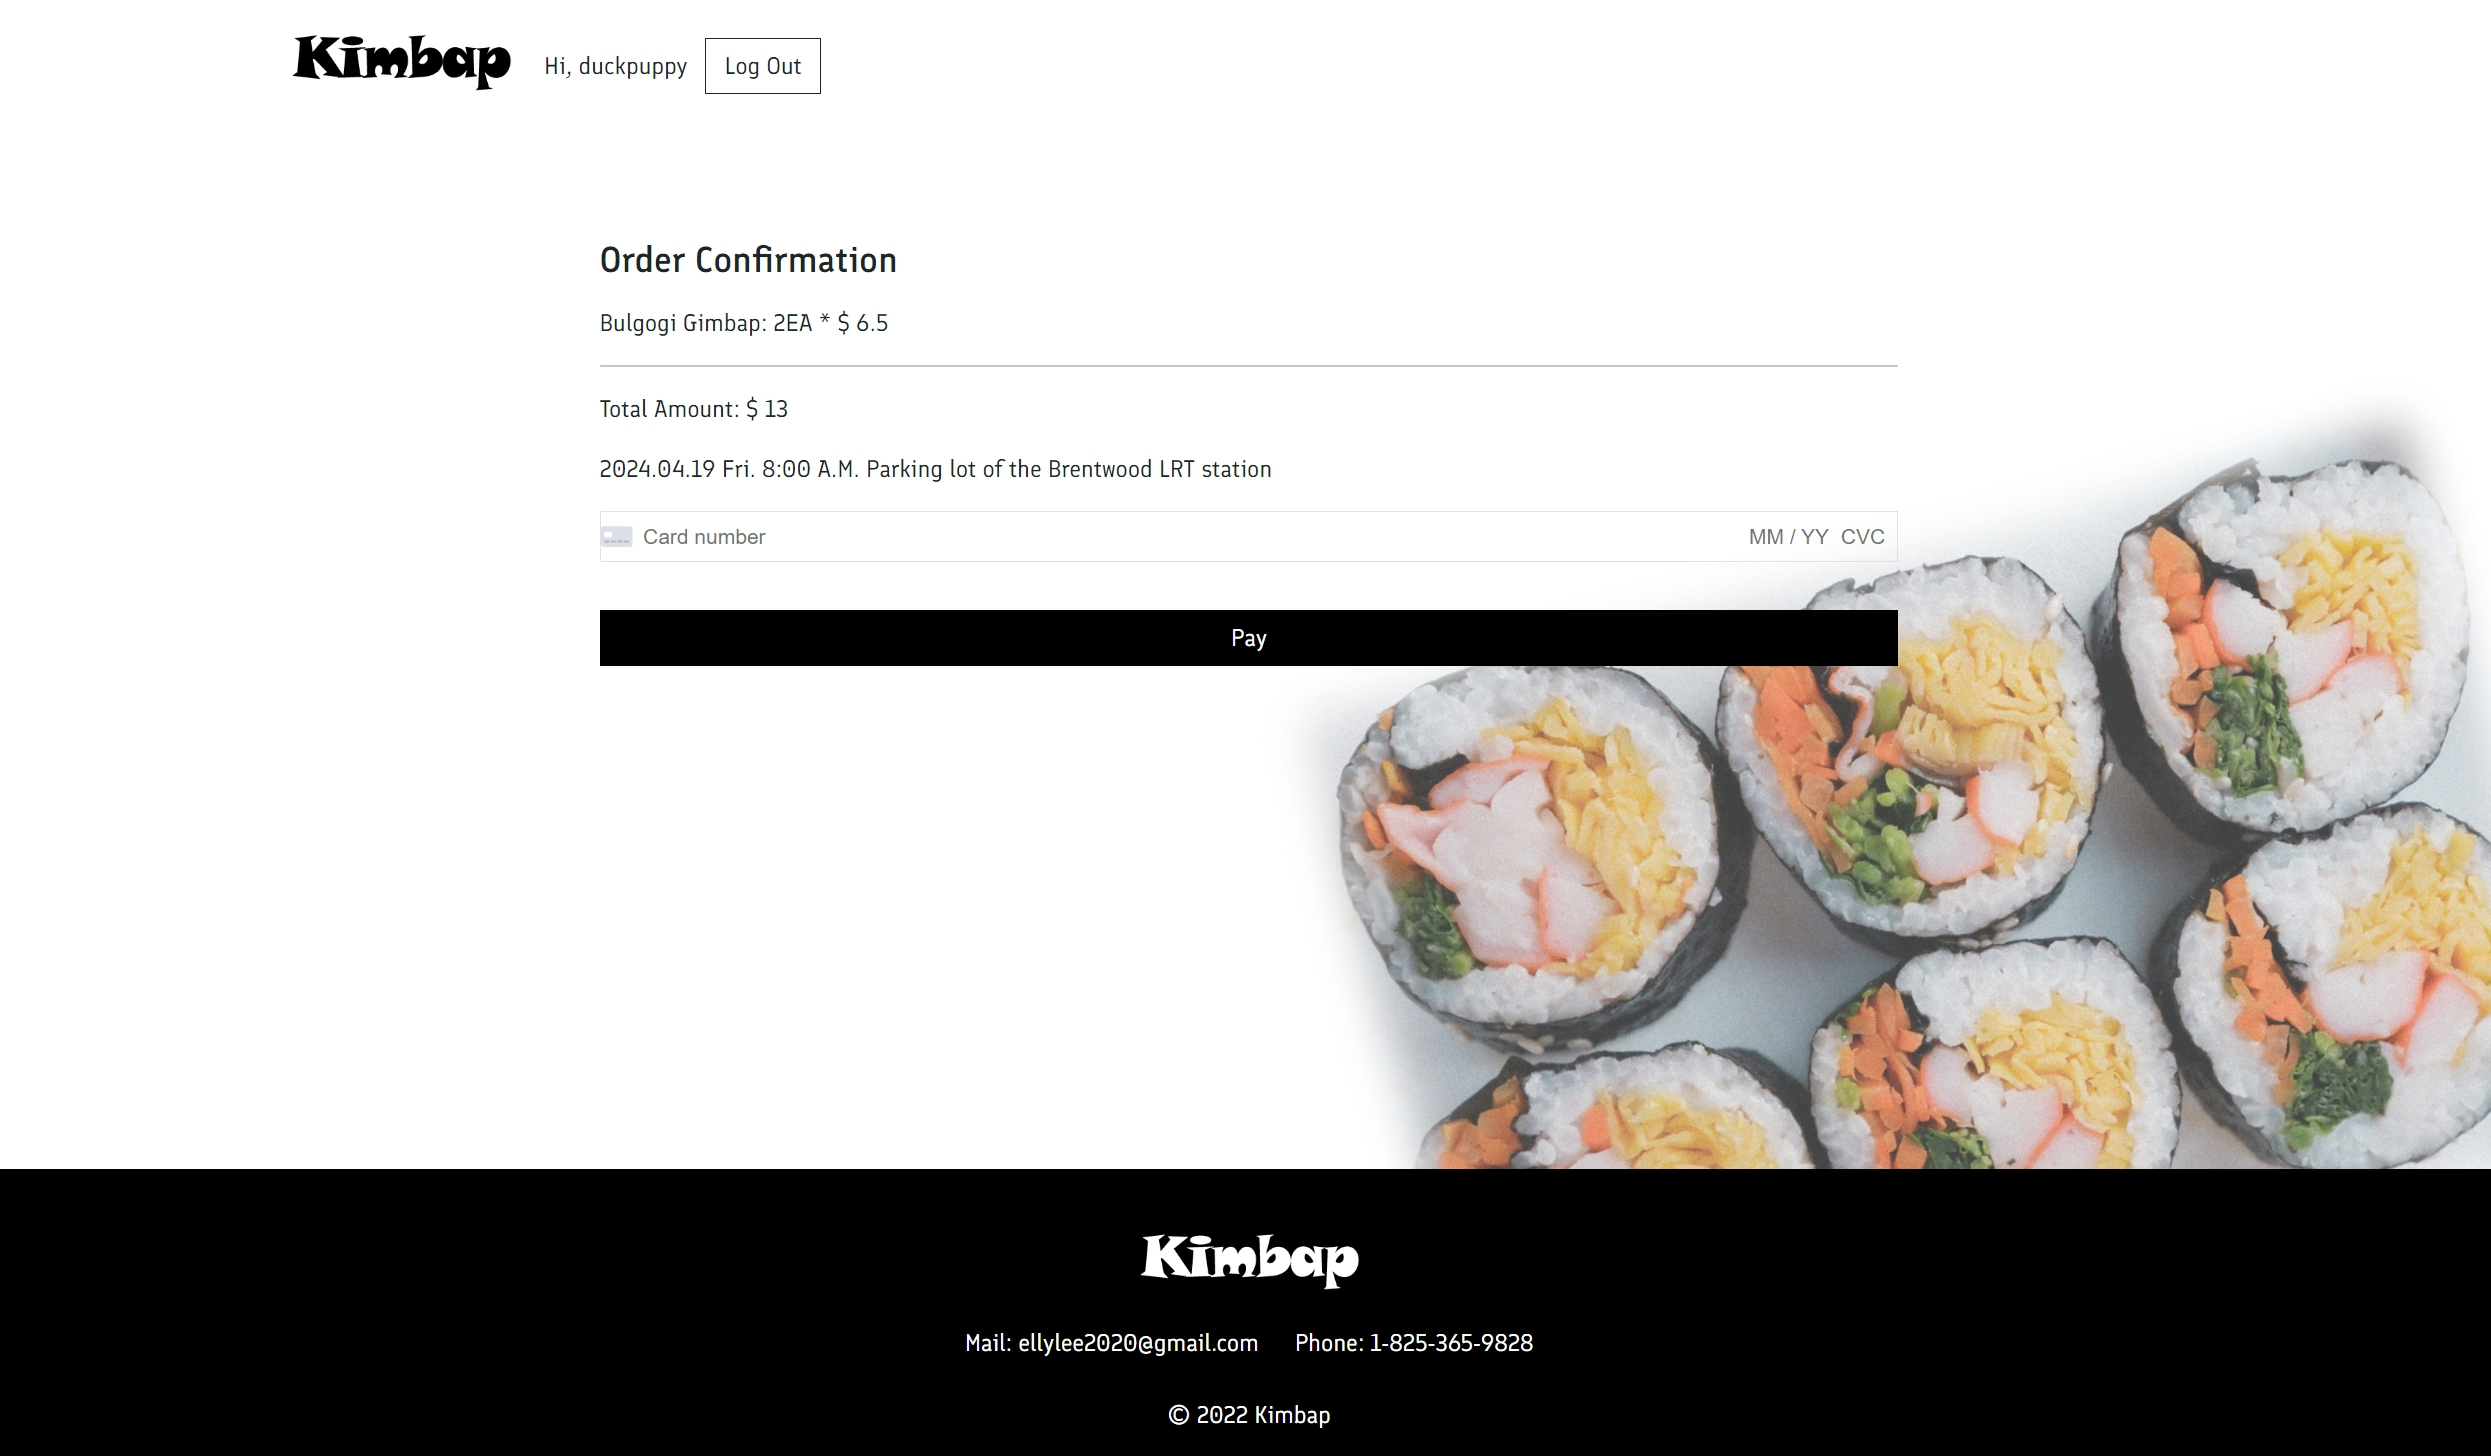 Kimbap Hi, duckpuppy Log Out
Order Confirmation
Bulgogi Gimbap: 2EA * $ 6.5
Total Amount: $ 13
2024.04.19 Fri. 8:00 A.M. Parking lot of the Brentwood LRT station
Card number MM / YY CVC
Pay
Kimbap
Mail: ellylee2020@gmail.com Phone: 1-825-365-9828
© 2022 Kimbap